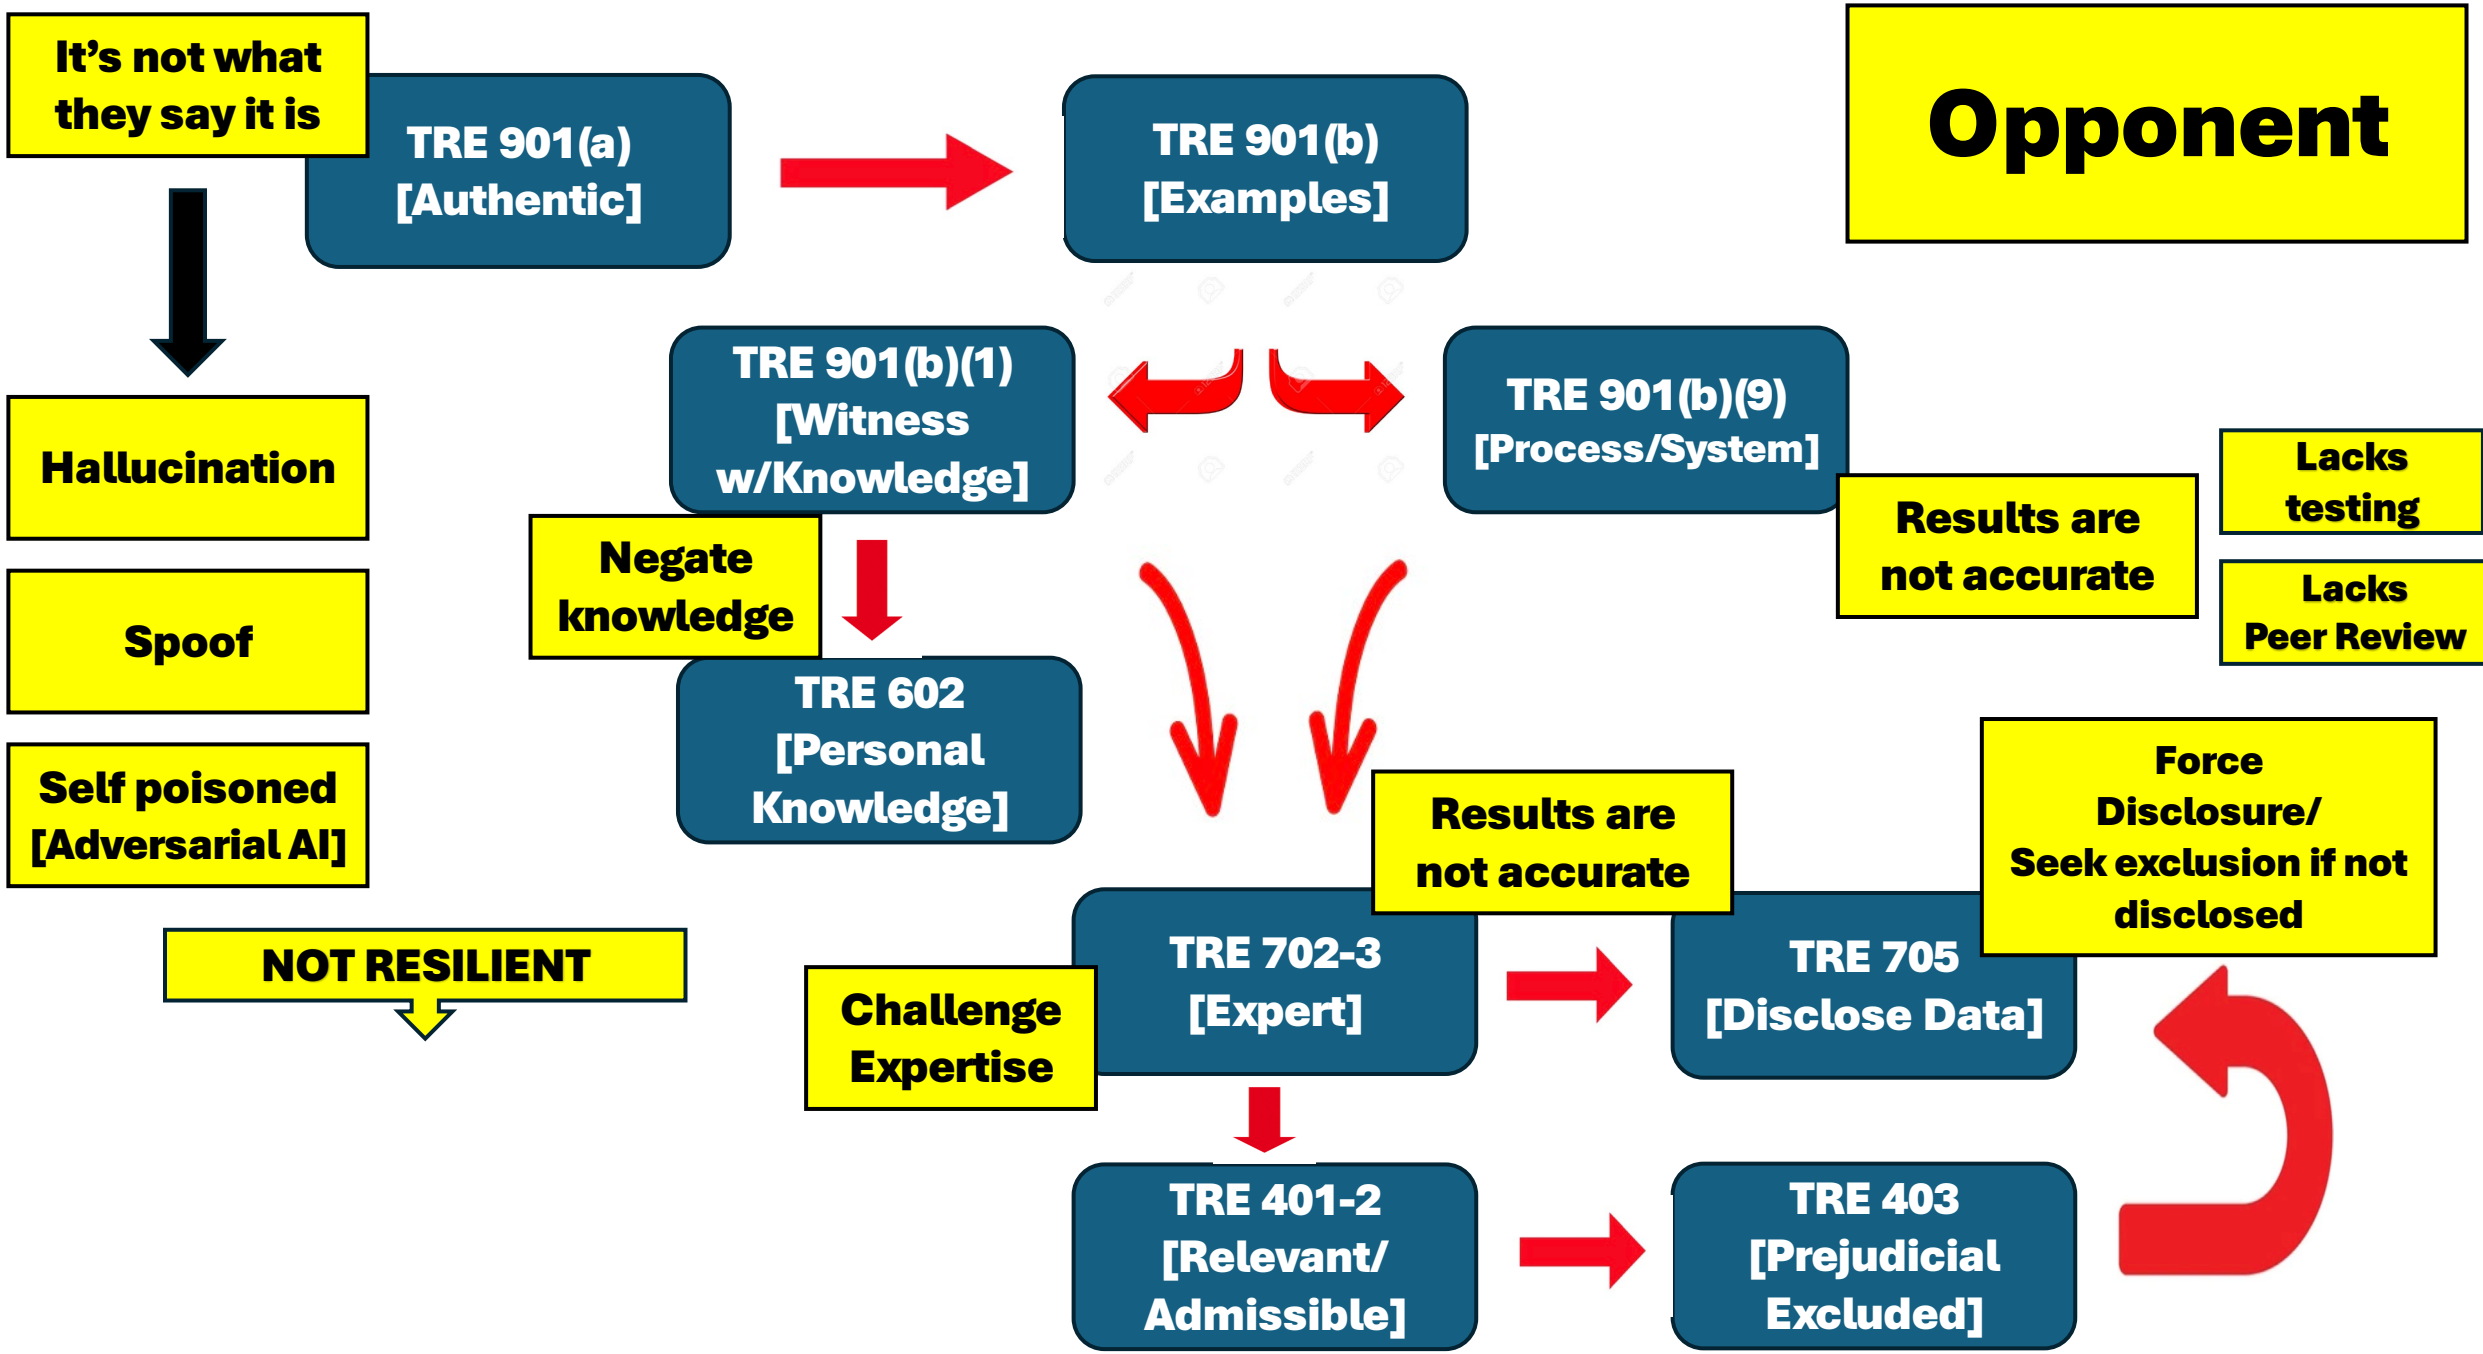 It's not what
they say it is
TRE 901(a)
[Authentic]
TRE 901(b)
[Examples]
Opponent
TRE 901(b)(1)
[Witness
w/Knowledge]
TRE 901(b)(9)
[Process/System]
Hallucination
Lacks
testing
Results are
not accurate
Negate
knowledge
Lacks
Peer Review
Spoof
TRE 602
[Personal
Knowledge]
Self poisoned
[Adversarial AI]
Results are
not accurate
Force
Disclosure/
Seek exclusion if not
disclosed
NOT RESILIENT
Challenge
Expertise
TRE 702-3
[Expert]
TRE 705
[Disclose Data]
TRE 401-2
[Relevant/
Admissible]
TRE 403
[Prejudicial
Excluded]